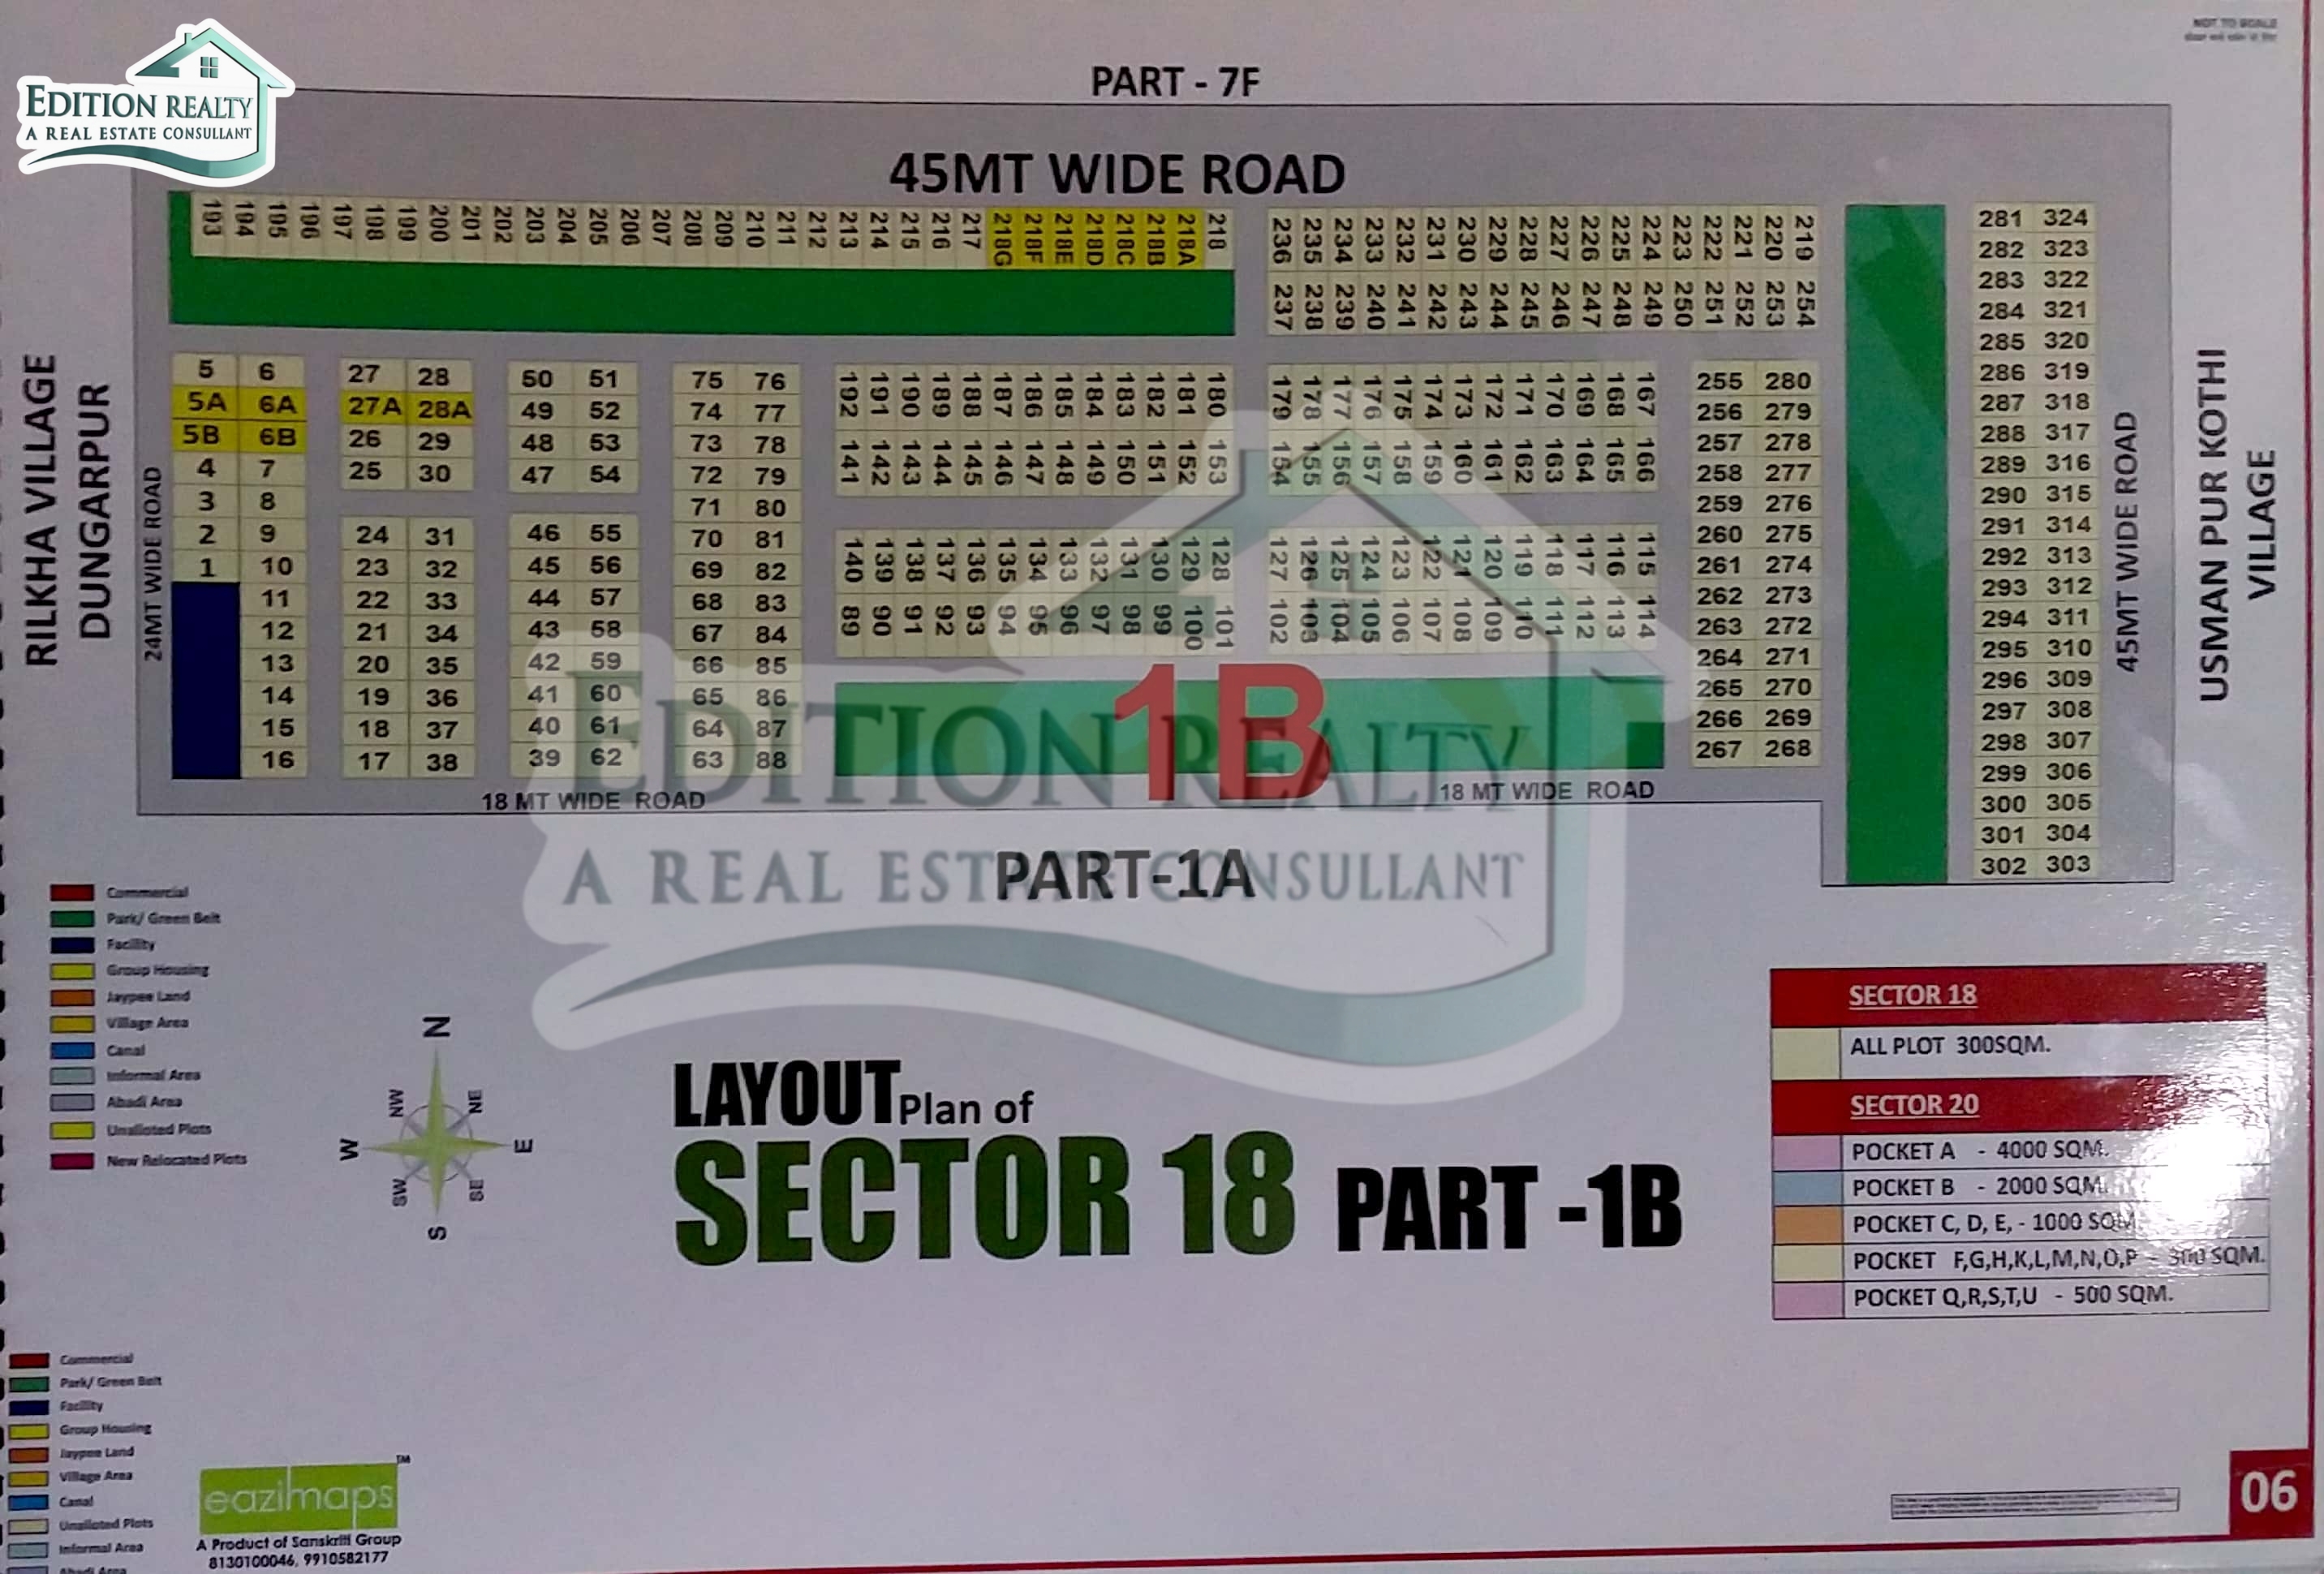 NOT TO SCALE
EDITION REALTY
A REAL ESTATE CONSULLANT
PART - 7F
45MT WIDE ROAD
193 194 195 196 197 198 199 200 201 202 203 204 205 206 207 208 209 210 211 212 213 214 215 216 217 218G 218F 218E 218D 218C 218B 218A 218
236 235 234 233 232 231 230 229 228 227 226 225 224 223 222 221 220 219
237 238 239 240 241 242 243 244 245 246 247 248 249 250 251 252 253 254
RILKHA VILLAGE
DUNGARPUR
24MT WIDE ROAD
5 6
5A 6A
5B 6B
4 7
3 8
2 9
1 10
11
12
13
14
15
16
27 28
27A 28A
26 29
25 30
24 31
23 32
22 33
21 34
20 35
19 36
18 37
17 38
50 51
49 52
48 53
47 54
46 55
45 56
44 57
43 58
42 59
41 60
40 61
39 62
75 76
74 77
73 78
72 79
71 80
70 81
69 82
68 83
67 84
66 85
65 86
64 87
63 88
192 191 190 189 188 187 186 185 184 183 182 181 180
141 142 143 144 145 146 147 148 149 150 151 152 153
140 139 138 137 136 135 134 133 132 131 130 129 128
89 90 91 92 93 94 95 96 97 98 99 100 101
179 178 177 176 175 174 173 172 171 170 169 168 167
154 155 156 157 158 159 160 161 162 163 164 165 166
127 126 125 124 123 122 121 120 119 118 117 116 115
102 103 104 105 106 107 108 109 110 111 112 113 114
255 280
256 279
257 278
258 277
259 276
260 275
261 274
262 273
263 272
264 271
265 270
266 269
267 268
281 324
282 323
283 322
284 321
285 320
286 319
287 318
288 317
289 316
290 315
291 314
292 313
293 312
294 311
295 310
296 309
297 308
298 307
299 306
300 305
301 304
302 303
45MT WIDE ROAD
USMAN PUR KOTHI
VILLAGE
1B
EDITION REALTY
A REAL ESTATE CONSULLANT
18 MT WIDE ROAD
18 MT WIDE ROAD
PART-1A
Commercial
Park/ Green Belt
Facility
Group Housing
Jaypee Land
Village Area
Canal
Informal Area
Abadi Area
Unalloted Plots
New Relocated Plots
N
NW NE
W E
SW SE
S
LAYOUT Plan of
SECTOR 18 PART -1B
SECTOR 18
ALL PLOT 300SQM.
SECTOR 20
POCKET A - 4000 SQM.
POCKET B - 2000 SQM.
POCKET C, D, E, - 1000 SQM
POCKET F,G,H,K,L,M,N,O,P - 300 SQM.
POCKET Q,R,S,T,U - 500 SQM.
Commercial
Park/ Green Belt
Facility
Group Housing
Jaypee Land
Village Area
Canal
Unalloted Plots
Informal Area
Abadi Area
eazimaps TM
A Product of Sanskriti Group
8130100046, 9910582177
06